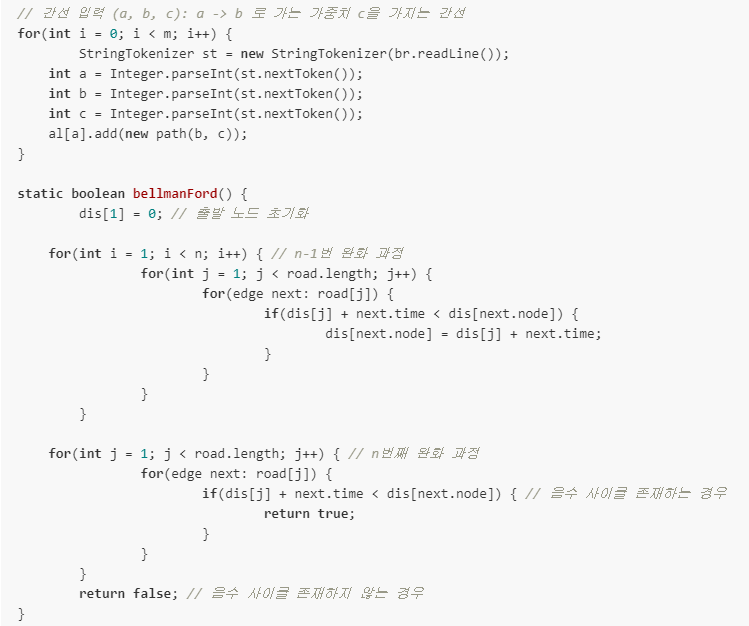 // 간선 입력 (a, b, c): a -> b 로 가는 가중치 c을 가지는 간선
for(int i = 0; i < m; i++) {
        StringTokenizer st = new StringTokenizer(br.readLine());
    int a = Integer.parseInt(st.nextToken());
    int b = Integer.parseInt(st.nextToken());
    int c = Integer.parseInt(st.nextToken());
    al[a].add(new path(b, c));
}

static boolean bellmanFord() {
        dis[1] = 0; // 출발 노드 초기화

    for(int i = 1; i < n; i++) { // n-1번 완화 과정
                for(int j = 1; j < road.length; j++) {
                        for(edge next: road[j]) {
                                if(dis[j] + next.time < dis[next.node]) {
                                        dis[next.node] = dis[j] + next.time;
                                }
                        }
                }
        }

    for(int j = 1; j < road.length; j++) { // n번째 완화 과정
                for(edge next: road[j]) {
                        if(dis[j] + next.time < dis[next.node]) { // 음수 사이클 존재하는 경우
                                return true;
                        }
                }
        }
        return false; // 음수 사이클 존재하지 않는 경우
}